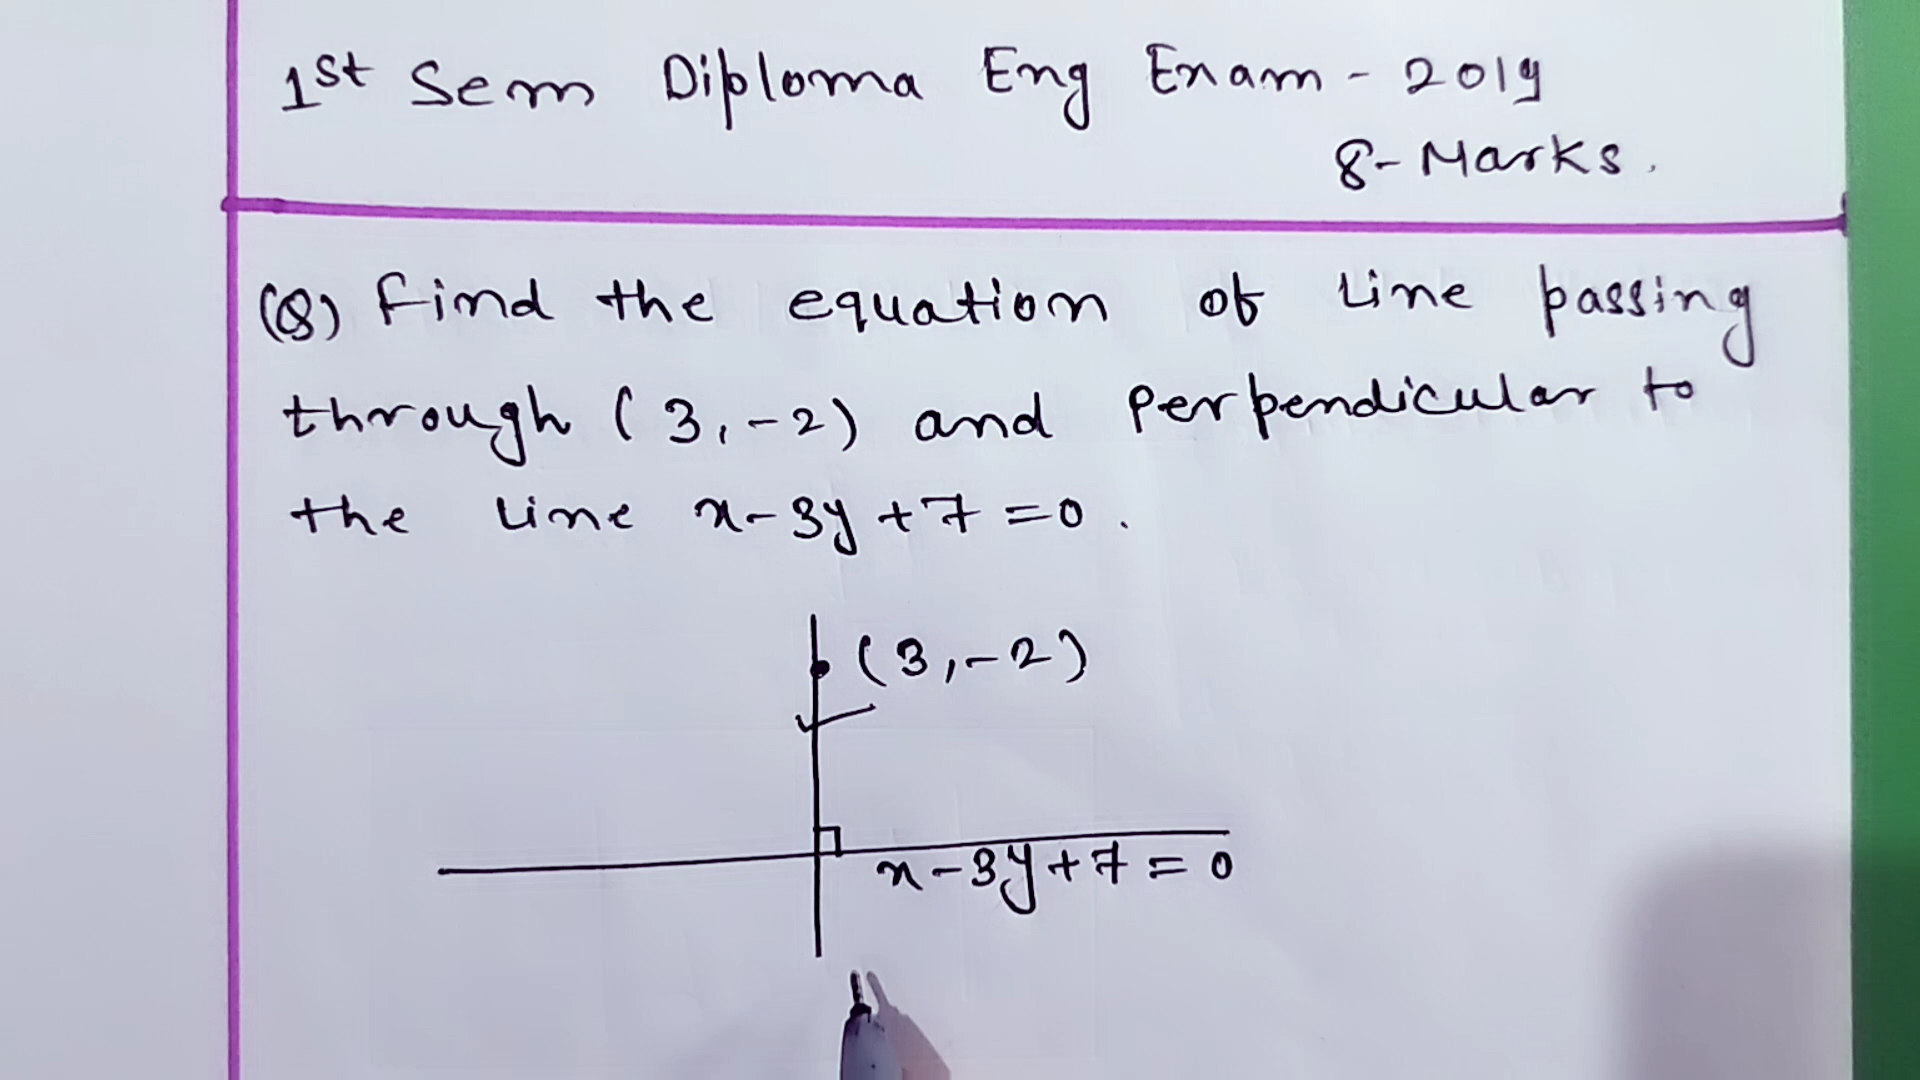 1st Sem Diploma Eng Exam - 2019
8- Marks.
(Q) Find the equation of line passing
through (3,-2) and Perpendicular to
the line x-3y+7=0.
(3,-2)
x-3y+7=0